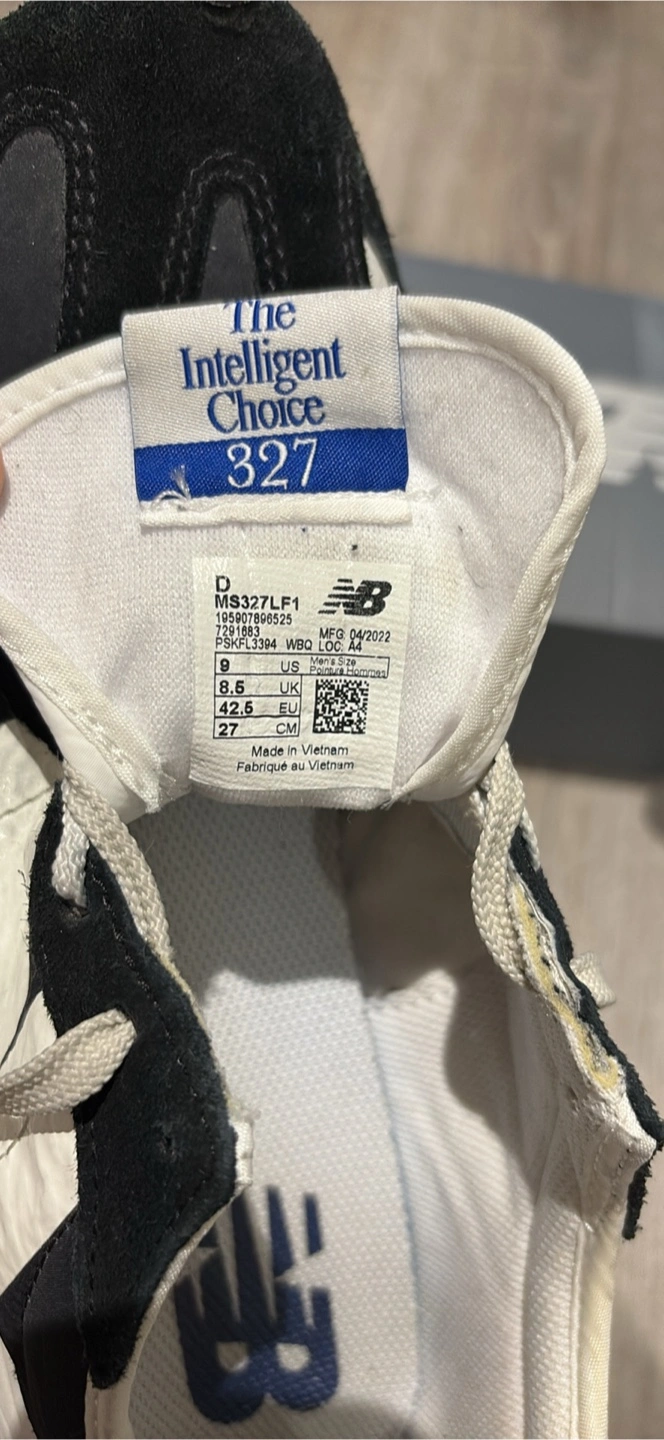 The
Intelligent
Choice
327
D
MS327LF1
195907896525
7291683 MFG: 04/2022
PSKFL3394 WBQ LOC: A4
9 US Men's Size
Pointure Hommes
8.5 UK
42.5 EU
27 CM
Made in Vietnam
Fabriqué au Vietnam
NB